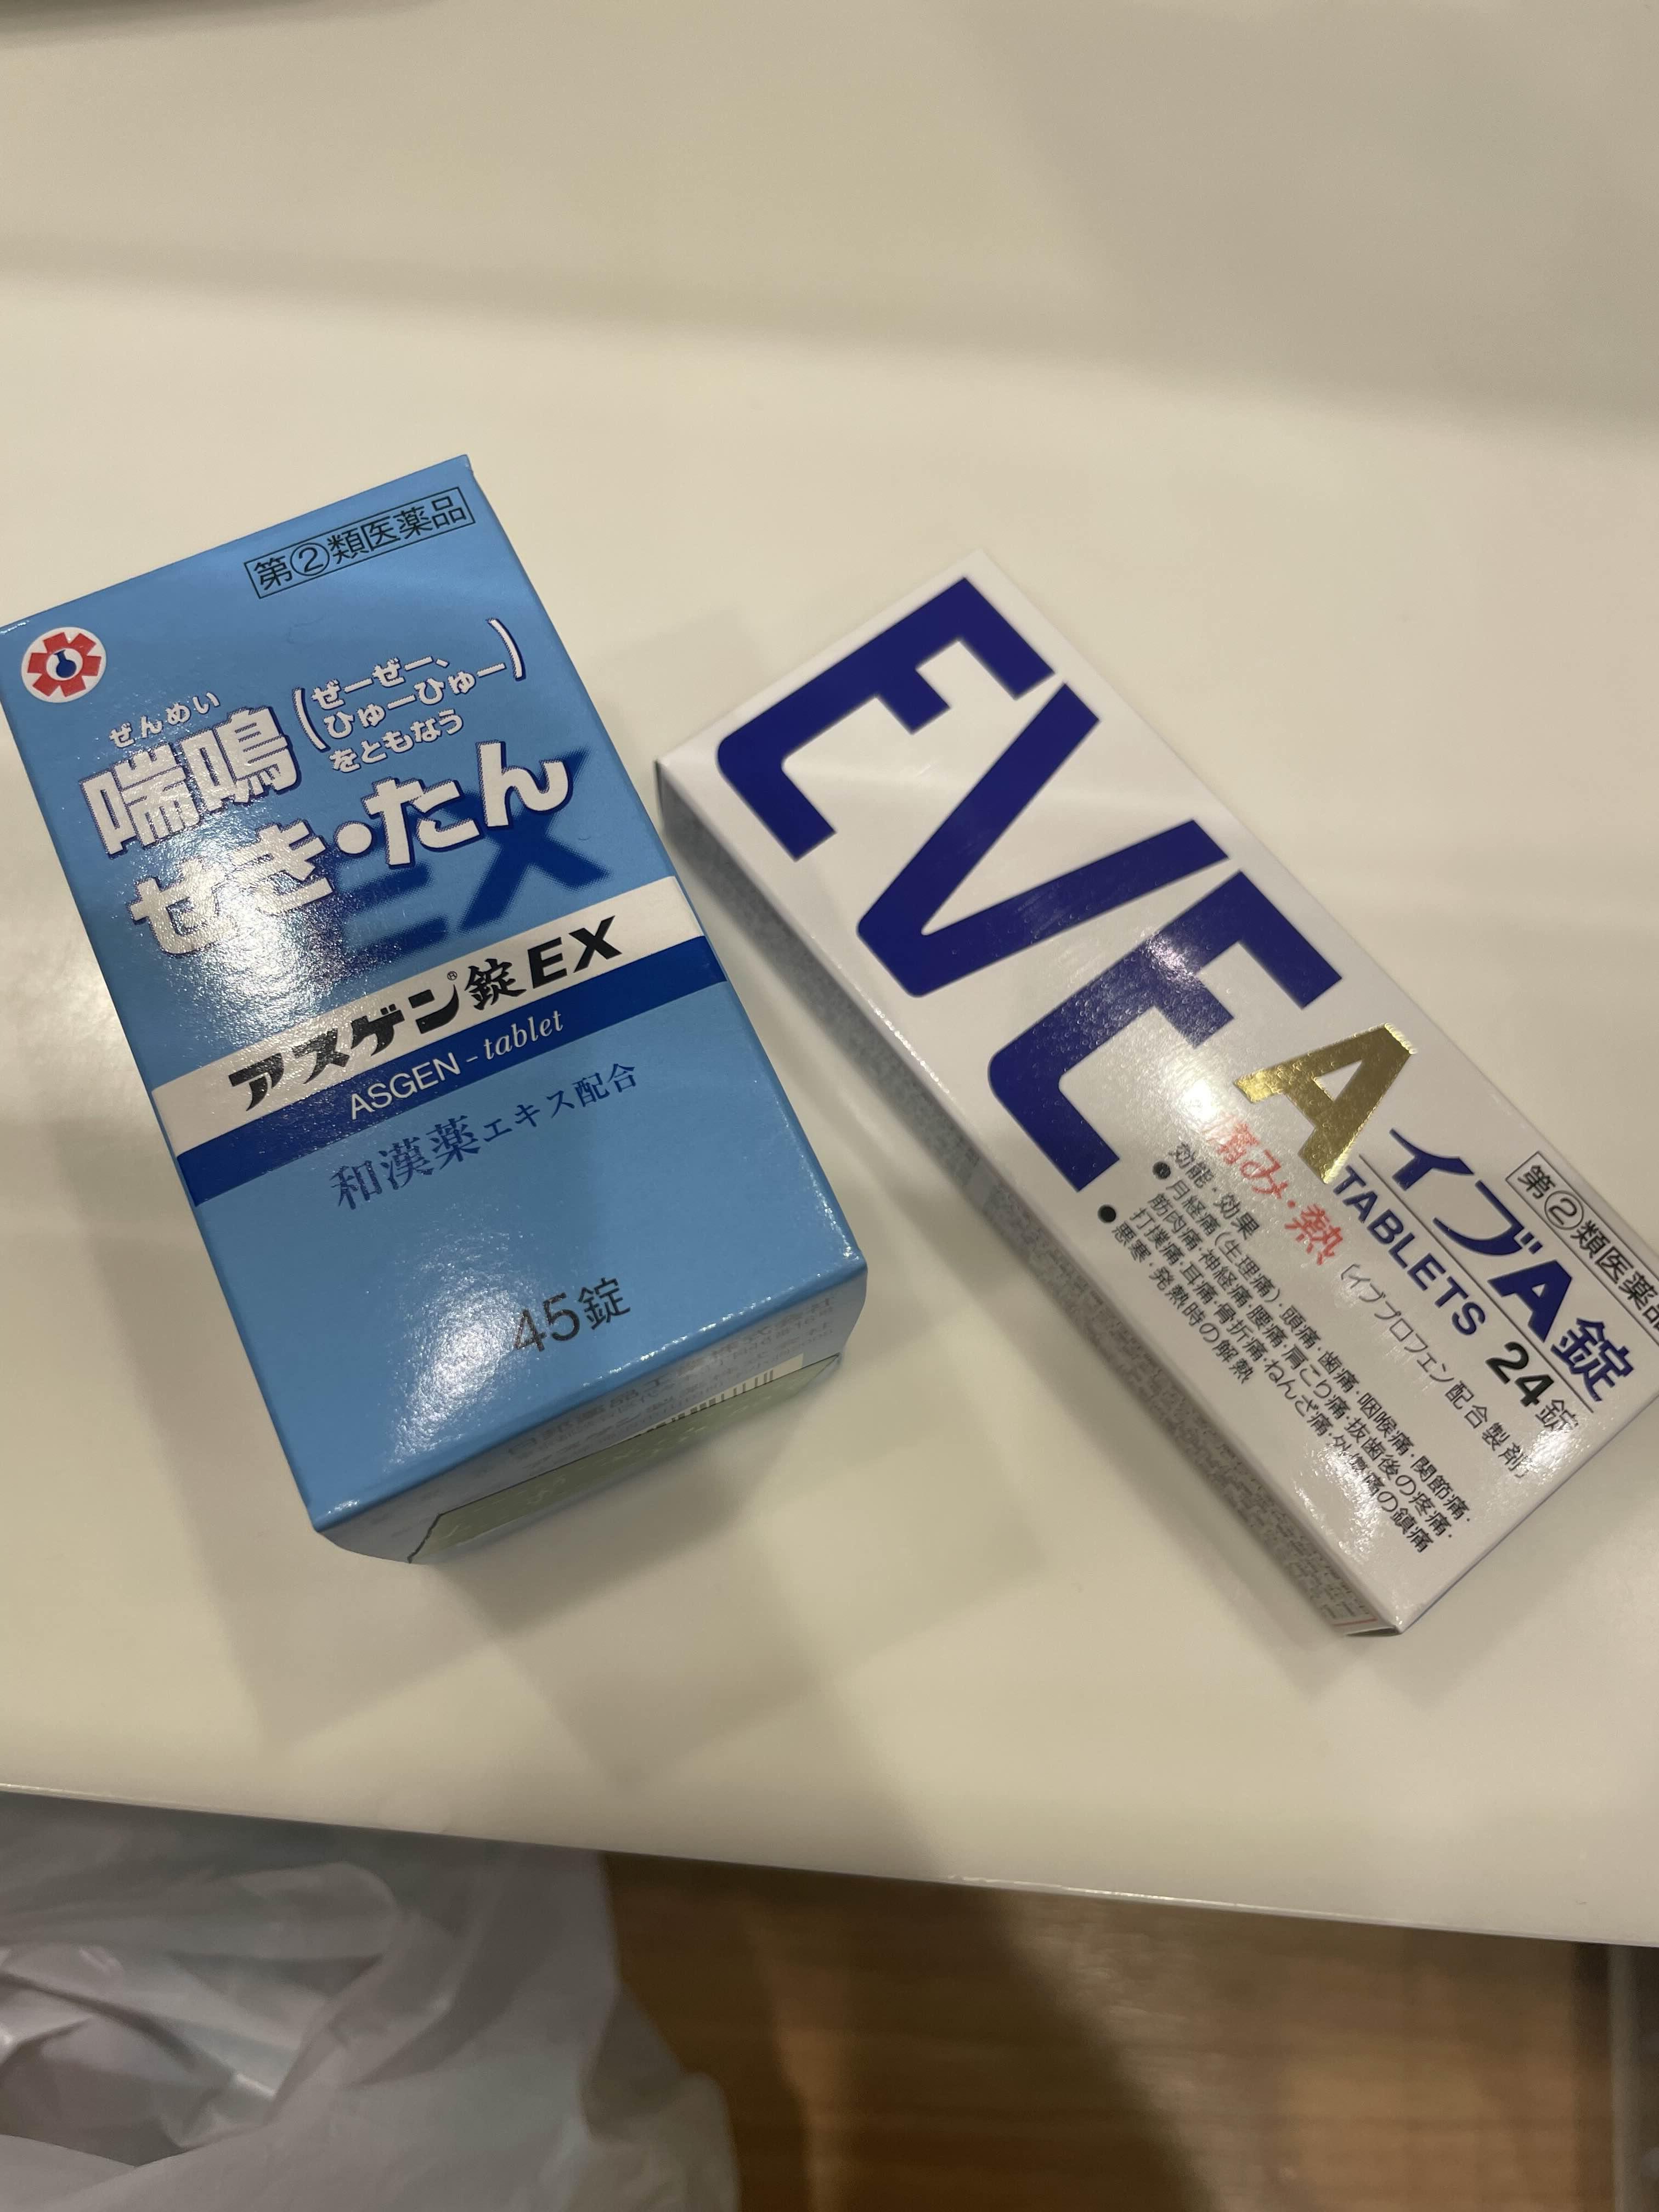 第②類医薬品
ぜんめい
喘鳴(ぜーぜー、ひゅーひゅーをともなう)
せき・たん
EX
アスゲン®錠EX
ASGEN-tablet
和漢薬エキス配合
45錠
EVE A
第②類医薬品
イブA錠
TABLETS 24錠
痛み・熱
〔イブプロフェン配合製剤〕
効能・効果
●月経痛(生理痛)・頭痛・歯痛・咽喉痛・関節痛・
筋肉痛・神経痛・腰痛・肩こり痛・抜歯後の疼痛・
打撲痛・耳痛・骨折痛・ねんざ痛・外傷痛の鎮痛
●悪寒・発熱時の解熱